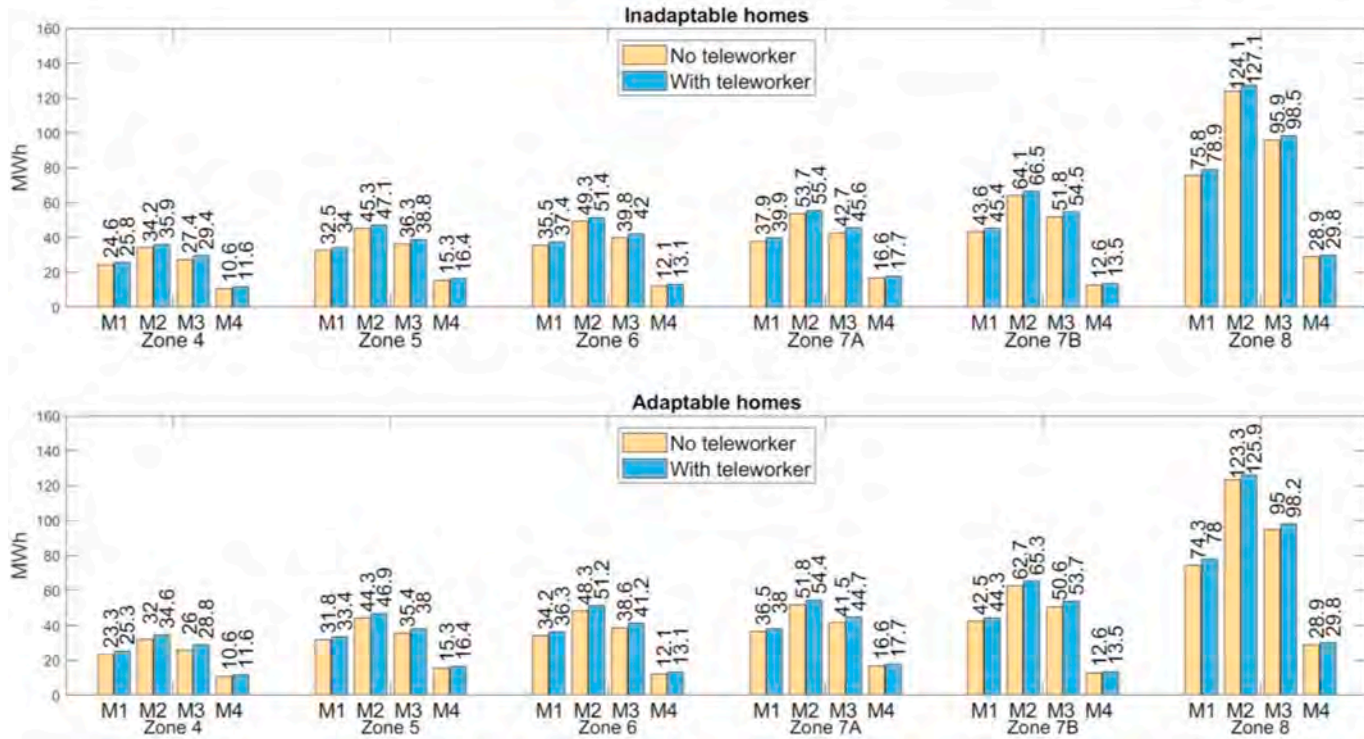 Inadaptable homes
No teleworker
With teleworker
MWh
160
140
120
100
80
60
40
20
0
24.6 25.8 34.2 35.9 27.4 29.4 10.6 11.6
32.5 34 45.3 47.1 36.3 38.8 15.3 16.4
35.5 37.4 49.3 51.4 39.8 42 12.1 13.1
37.9 39.9 53.7 55.4 42.7 45.6 16.6 17.7
43.6 45.4 64.1 66.5 51.8 54.5 12.6 13.5
75.8 78.9 124.1 127.1 95.9 98.5 28.9 29.8
M1 M2 M3 M4 M1 M2 M3 M4 M1 M2 M3 M4 M1 M2 M3 M4 M1 M2 M3 M4 M1 M2 M3 M4
Zone 4 Zone 5 Zone 6 Zone 7A Zone 7B Zone 8
Adaptable homes
No teleworker
With teleworker
MWh
160
140
120
100
80
60
40
20
0
23.3 25.3 32 34.6 26 28.8 10.6 11.6
31.8 33.4 44.3 46.9 35.4 38 15.3 16.4
34.2 36.3 48.3 51.2 38.6 41.2 12.1 13.1
36.5 38 51.8 54.4 41.5 44.7 16.6 17.7
42.5 44.3 62.7 65.3 50.6 53.7 12.6 13.5
74.3 78 123.3 125.9 95 98.2 28.9 29.8
M1 M2 M3 M4 M1 M2 M3 M4 M1 M2 M3 M4 M1 M2 M3 M4 M1 M2 M3 M4 M1 M2 M3 M4
Zone 4 Zone 5 Zone 6 Zone 7A Zone 7B Zone 8